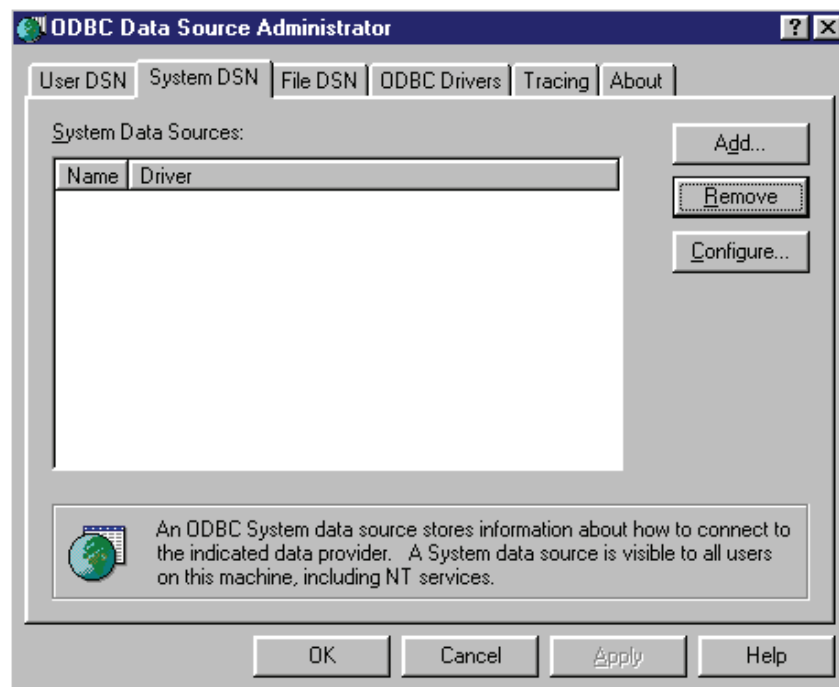 ODBC Data Source Administrator
User DSN System DSN File DSN ODBC Drivers Tracing About
System Data Sources:
Name Driver
Add...
Remove
Configure...
An ODBC System data source stores information about how to connect to
the indicated data provider. A System data source is visible to all users
on this machine, including NT services.
OK Cancel Apply Help